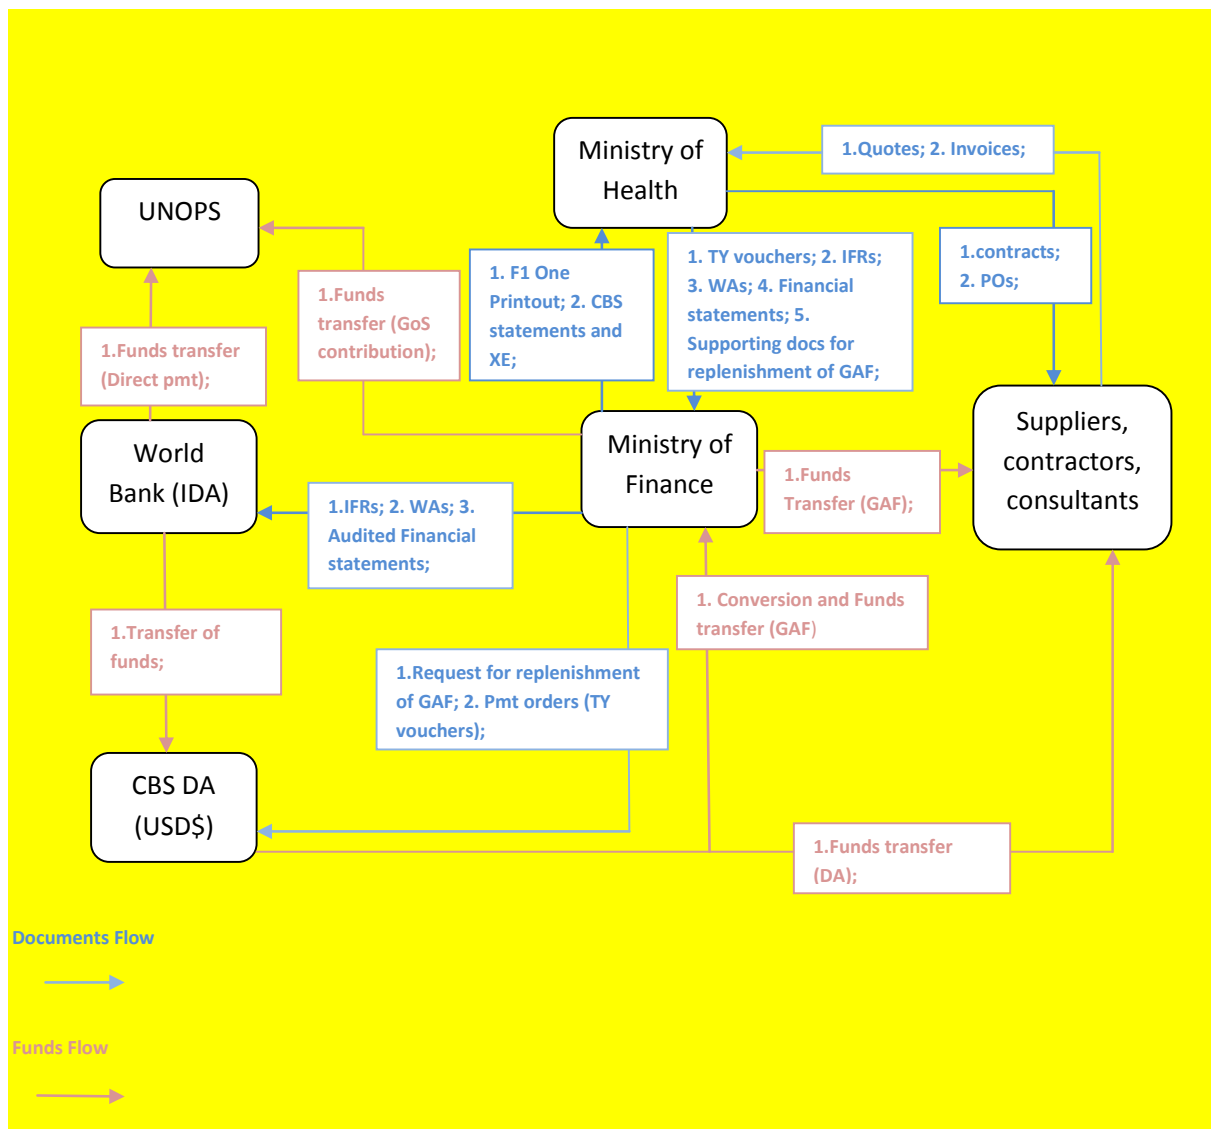 Ministry of
Health
1.Quotes; 2. Invoices;
UNOPS
1.contracts;
2. POs;
1. TY vouchers; 2. IFRs;
3. WAs; 4. Financial
statements; 5.
Supporting docs for
replenishment of GAF;
1. F1 One
Printout; 2. CBS
statements and
XE;
1.Funds
transfer (GoS
contribution);
1.Funds transfer
(Direct pmt);
World
Bank (IDA)
Ministry of
Finance
Suppliers,
contractors,
consultants
1.Funds
Transfer (GAF);
1.IFRs; 2. WAs; 3.
Audited Financial
statements;
1. Conversion and Funds
transfer (GAF)
1.Transfer of
funds;
1.Request for replenishment
of GAF; 2. Pmt orders (TY
vouchers);
CBS DA
(USD$)
1.Funds transfer
(DA);
Documents Flow
Funds Flow